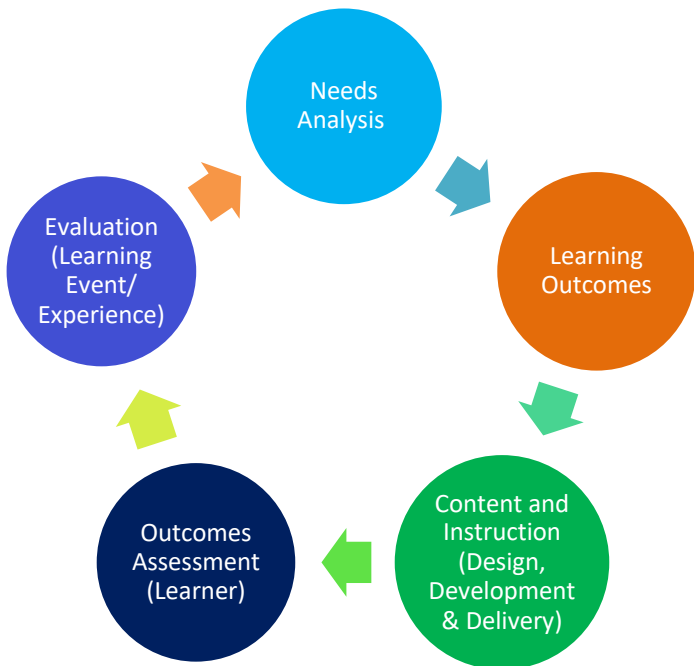 Needs
Analysis
Learning
Outcomes
Content and
Instruction
(Design,
Development
& Delivery)
Outcomes
Assessment
(Learner)
Evaluation
(Learning
Event/
Experience)